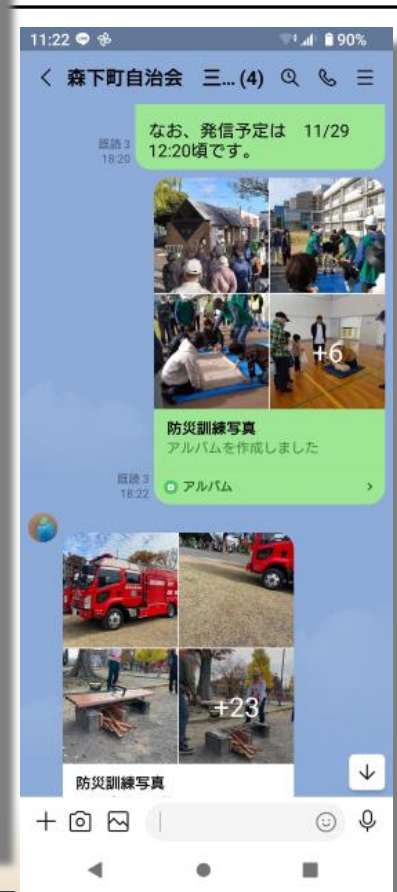 11:22
90%
森下町自治会 三...(4)
なお、発信予定は 11/29
12:20頃です。
既読 3
18:20
+6
防災訓練写真
アルバムを作成しました
既読 3
18:22
アルバム
+23
防災訓練写真